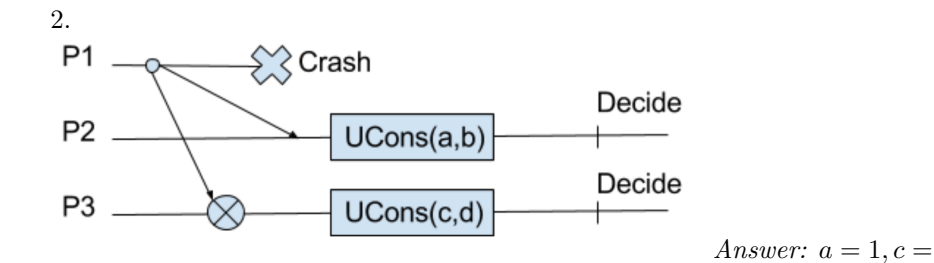 2.
P1 Crash
Decide
P2 UCons(a,b)
Decide
P3 UCons(c,d)
Answer: a = 1, c =